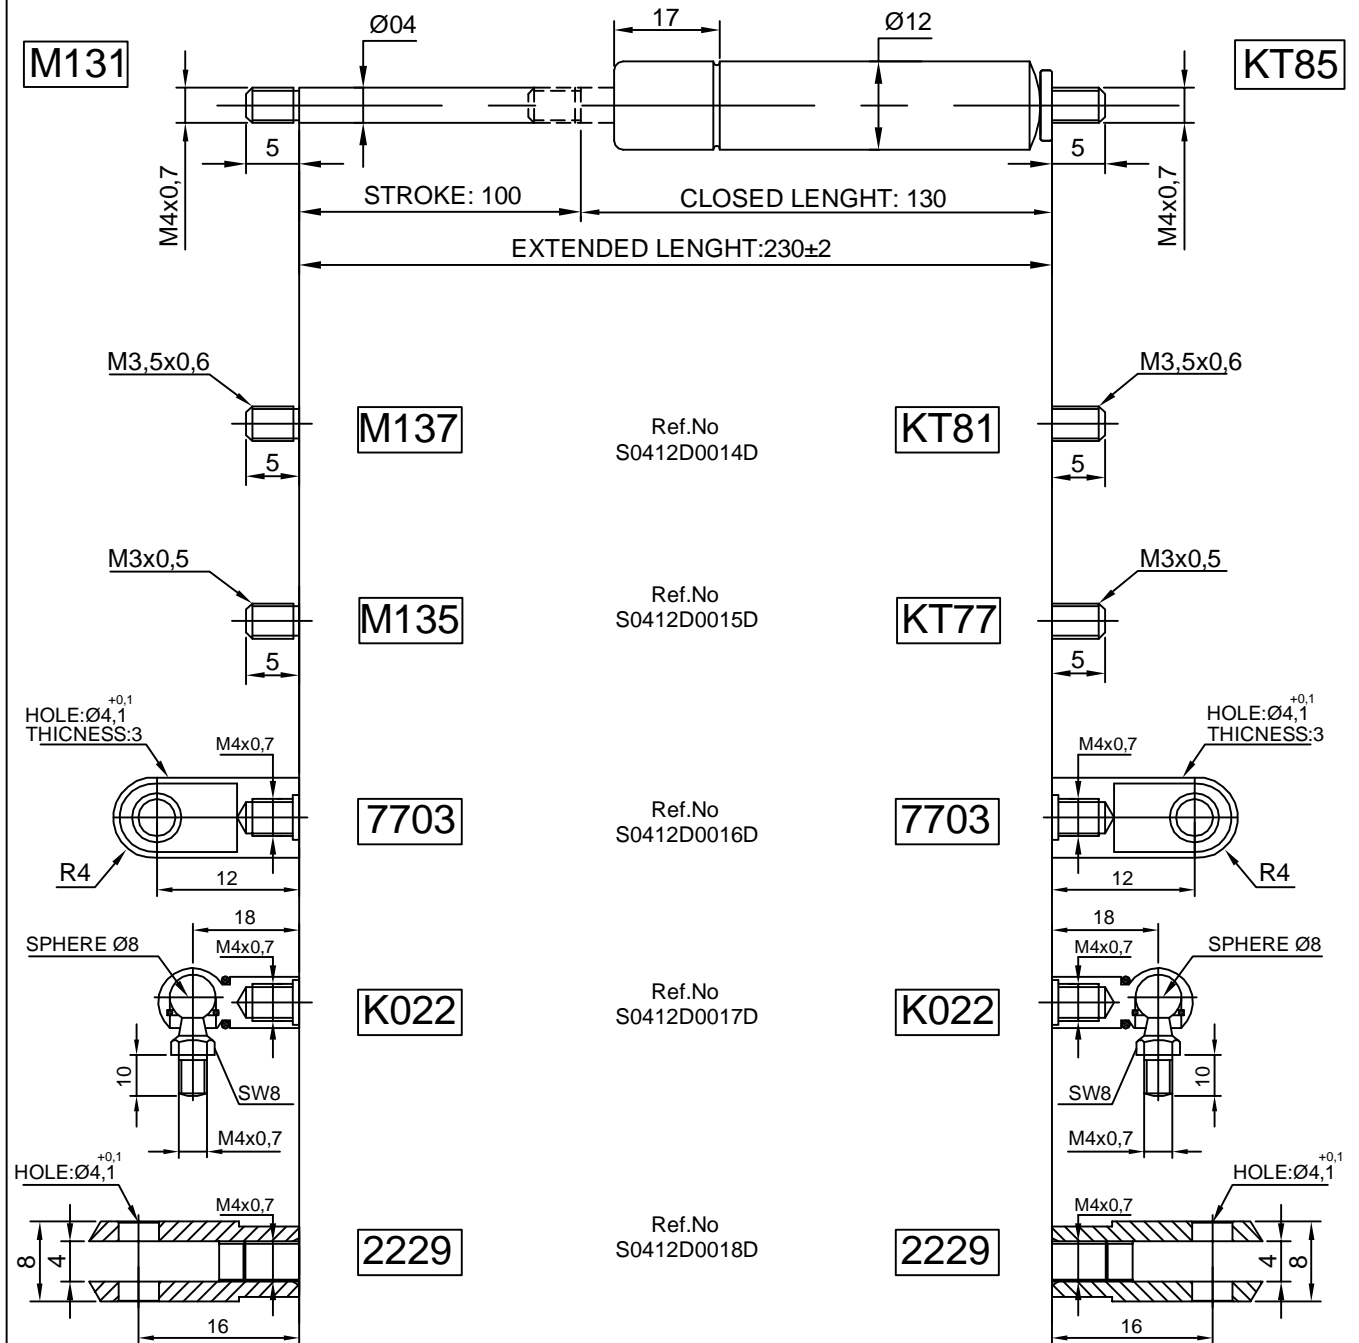 M131
Ø04
17
Ø12
KT85
5
5
M4x0,7
M4x0,7
STROKE: 100
CLOSED LENGHT: 130
EXTENDED LENGHT:230±2
M3,5x0,6
M3,5x0,6
M137
Ref.No
S0412D0014D
KT81
5
5
M3x0,5
M3x0,5
M135
Ref.No
S0412D0015D
KT77
5
5
HOLE:Ø4,1 +0,1
THICNESS:3
M4x0,7
M4x0,7
HOLE:Ø4,1 +0,1
THICNESS:3
7703
Ref.No
S0412D0016D
7703
R4
12
12
R4
18
18
SPHERE Ø8
M4x0,7
M4x0,7
SPHERE Ø8
K022
Ref.No
S0412D0017D
K022
10
SW8
SW8
10
M4x0,7
M4x0,7
HOLE:Ø4,1 +0,1
HOLE:Ø4,1 +0,1
M4x0,7
M4x0,7
8
4
2229
Ref.No
S0412D0018D
2229
4
8
16
16